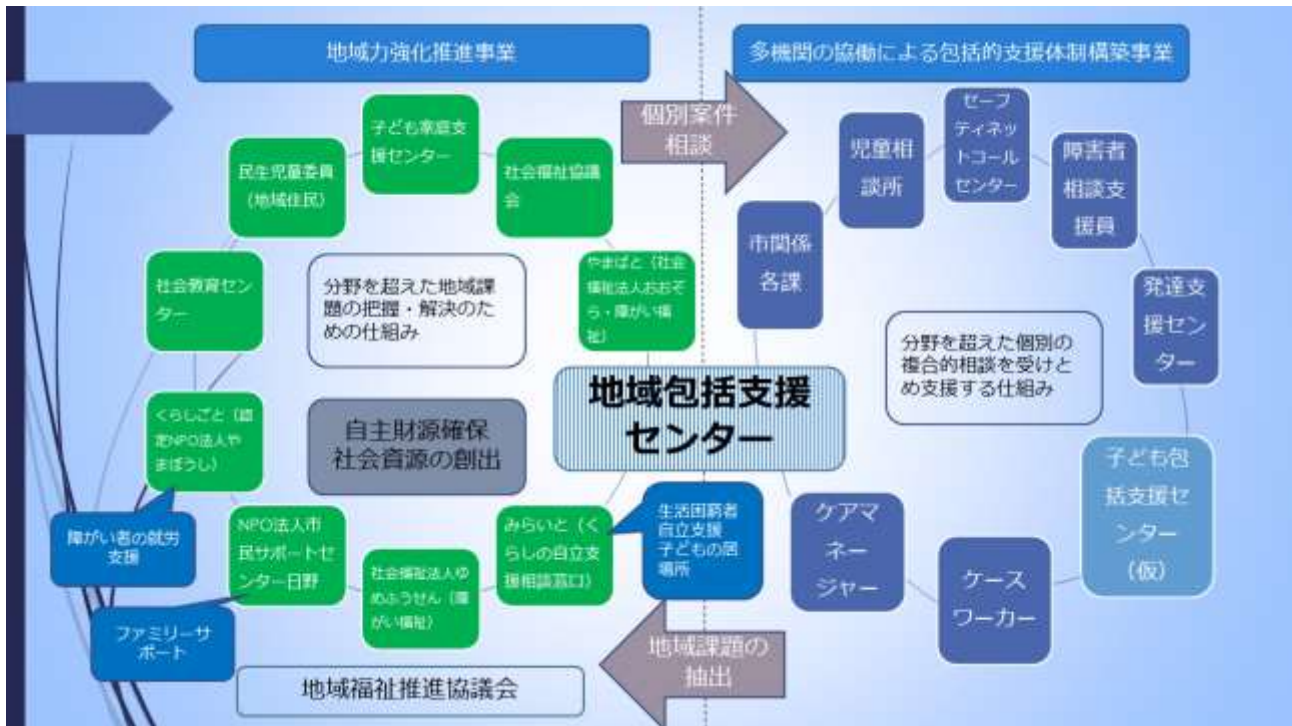 地域力強化推進事業
多機関の協働による包括的支援体制構築事業
個別案件
相談
子ども家庭支
援センター
民生児童委員
（地域住民）
社会福祉協議
会
社会教育セン
ター
やまばと（社会
福祉法人おおぞ
ら・障がい福
祉）
分野を超えた地域課
題の把握・解決のた
めの仕組み
くらしごと（認
定NPO法人や
まぼうし）
自主財源確保
社会資源の創出
地域包括支援
センター
障がい者の就労
支援
NPO法人市
民サポートセ
ンター日野
ファミリーサ
ポート
社会福祉法人ゆ
めふうせん（障
がい福祉）
みらいと（く
らしの自立支
援相談窓口）
生活困窮者
自立支援
子どもの居
場所
地域福祉推進協議会
地域課題の
抽出
セーフ
ティネッ
トコール
センター
児童相
談所
障害者
相談支
援員
市関係
各課
発達支
援セン
ター
分野を超えた個別の
複合的相談を受けと
め支援する仕組み
子ども包
括支援セ
ンター
（仮）
ケアマ
ネー
ジャー
ケース
ワーカー